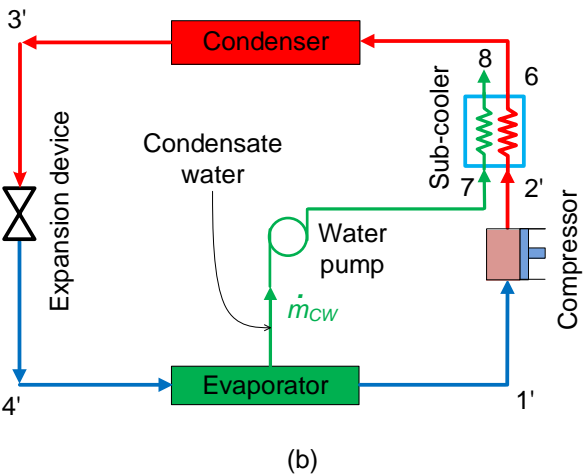 3'
Condenser
8
6
Sub-cooler
Condensate
water
7
2'
Expansion device
Water
pump
Compressor
ṁCW
Evaporator
4'
1'
(b)